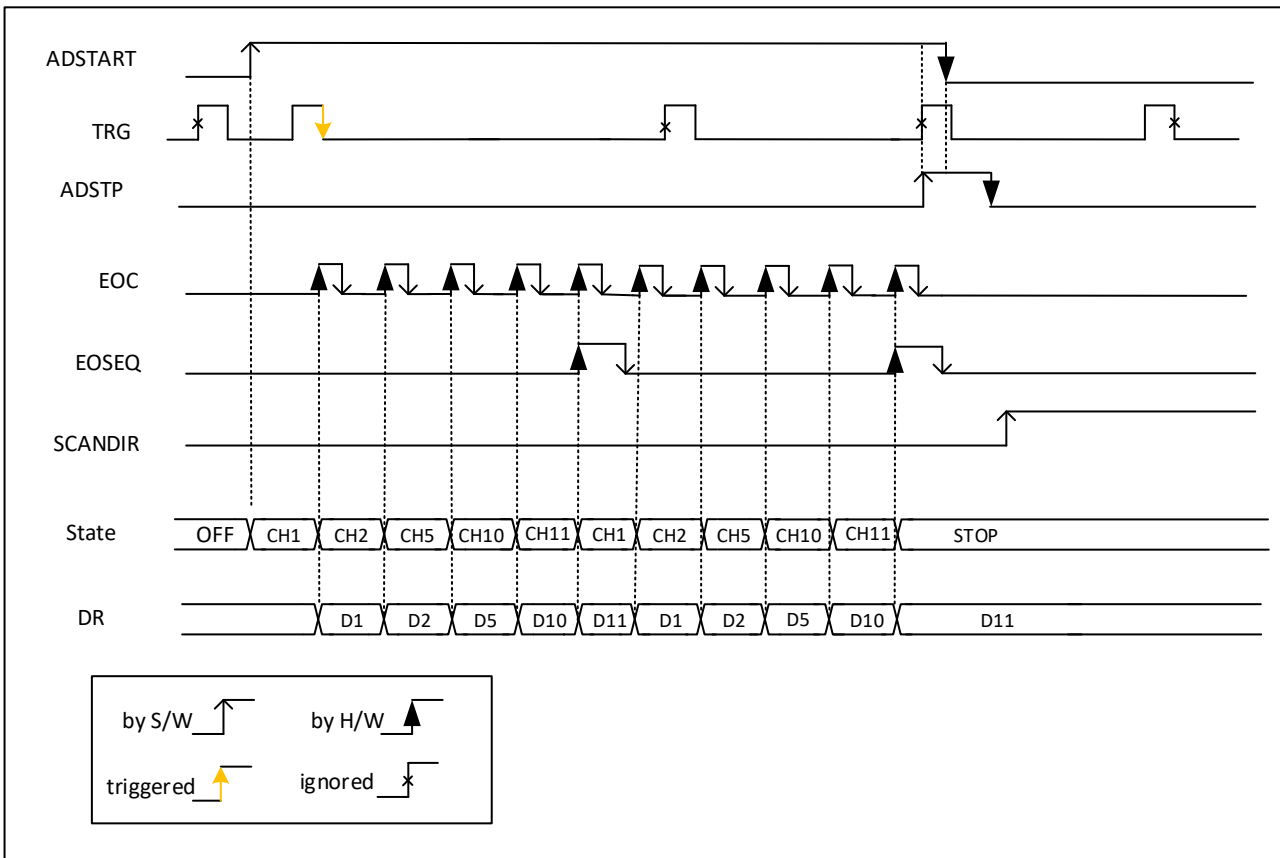 ADSTART
TRG
ADSTP
EOC
EOSEQ
SCANDIR
State OFF CH1 CH2 CH5 CH10 CH11 CH1 CH2 CH5 CH10 CH11 STOP
DR D1 D2 D5 D10 D11 D1 D2 D5 D10 D11
by S/W by H/W
triggered ignored